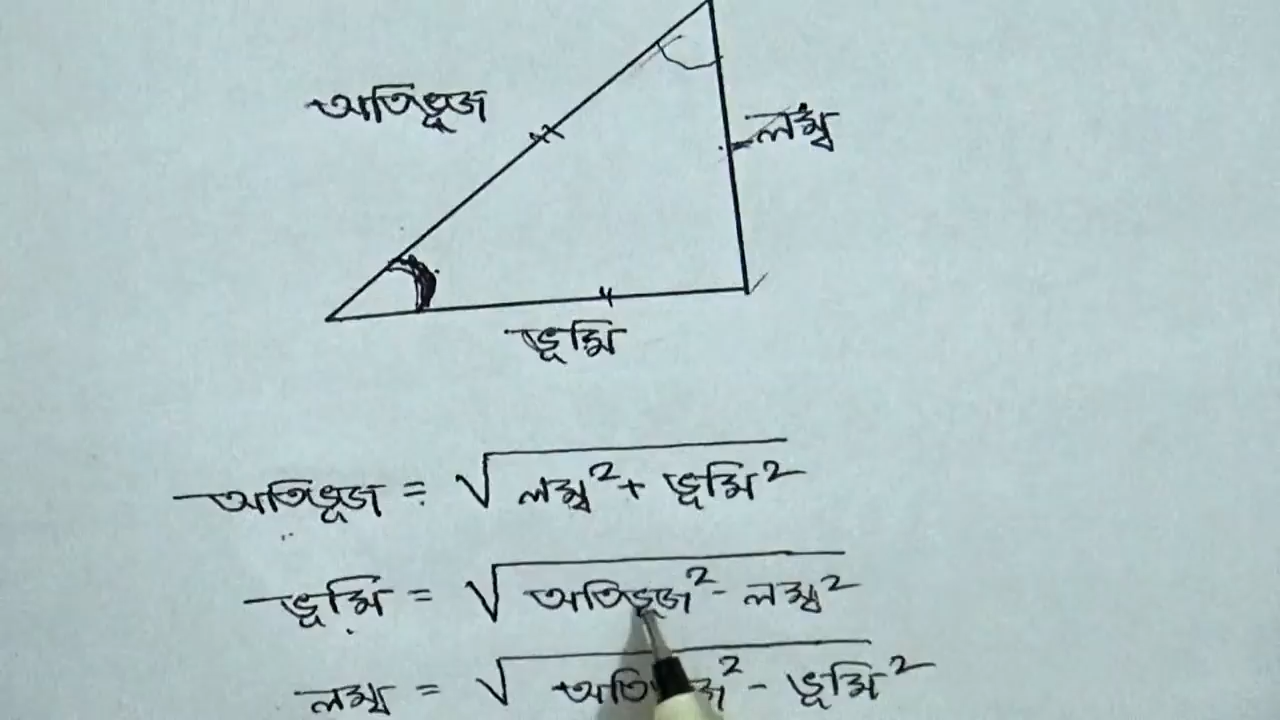 অতিভূজ
লম্ব
ভূমি
অতিভূজ = √লম্ব² + ভূমি²
ভূমি = √অতিভূজ² - লম্ব²
লম্ব = √অতিভূজ² - ভূমি²